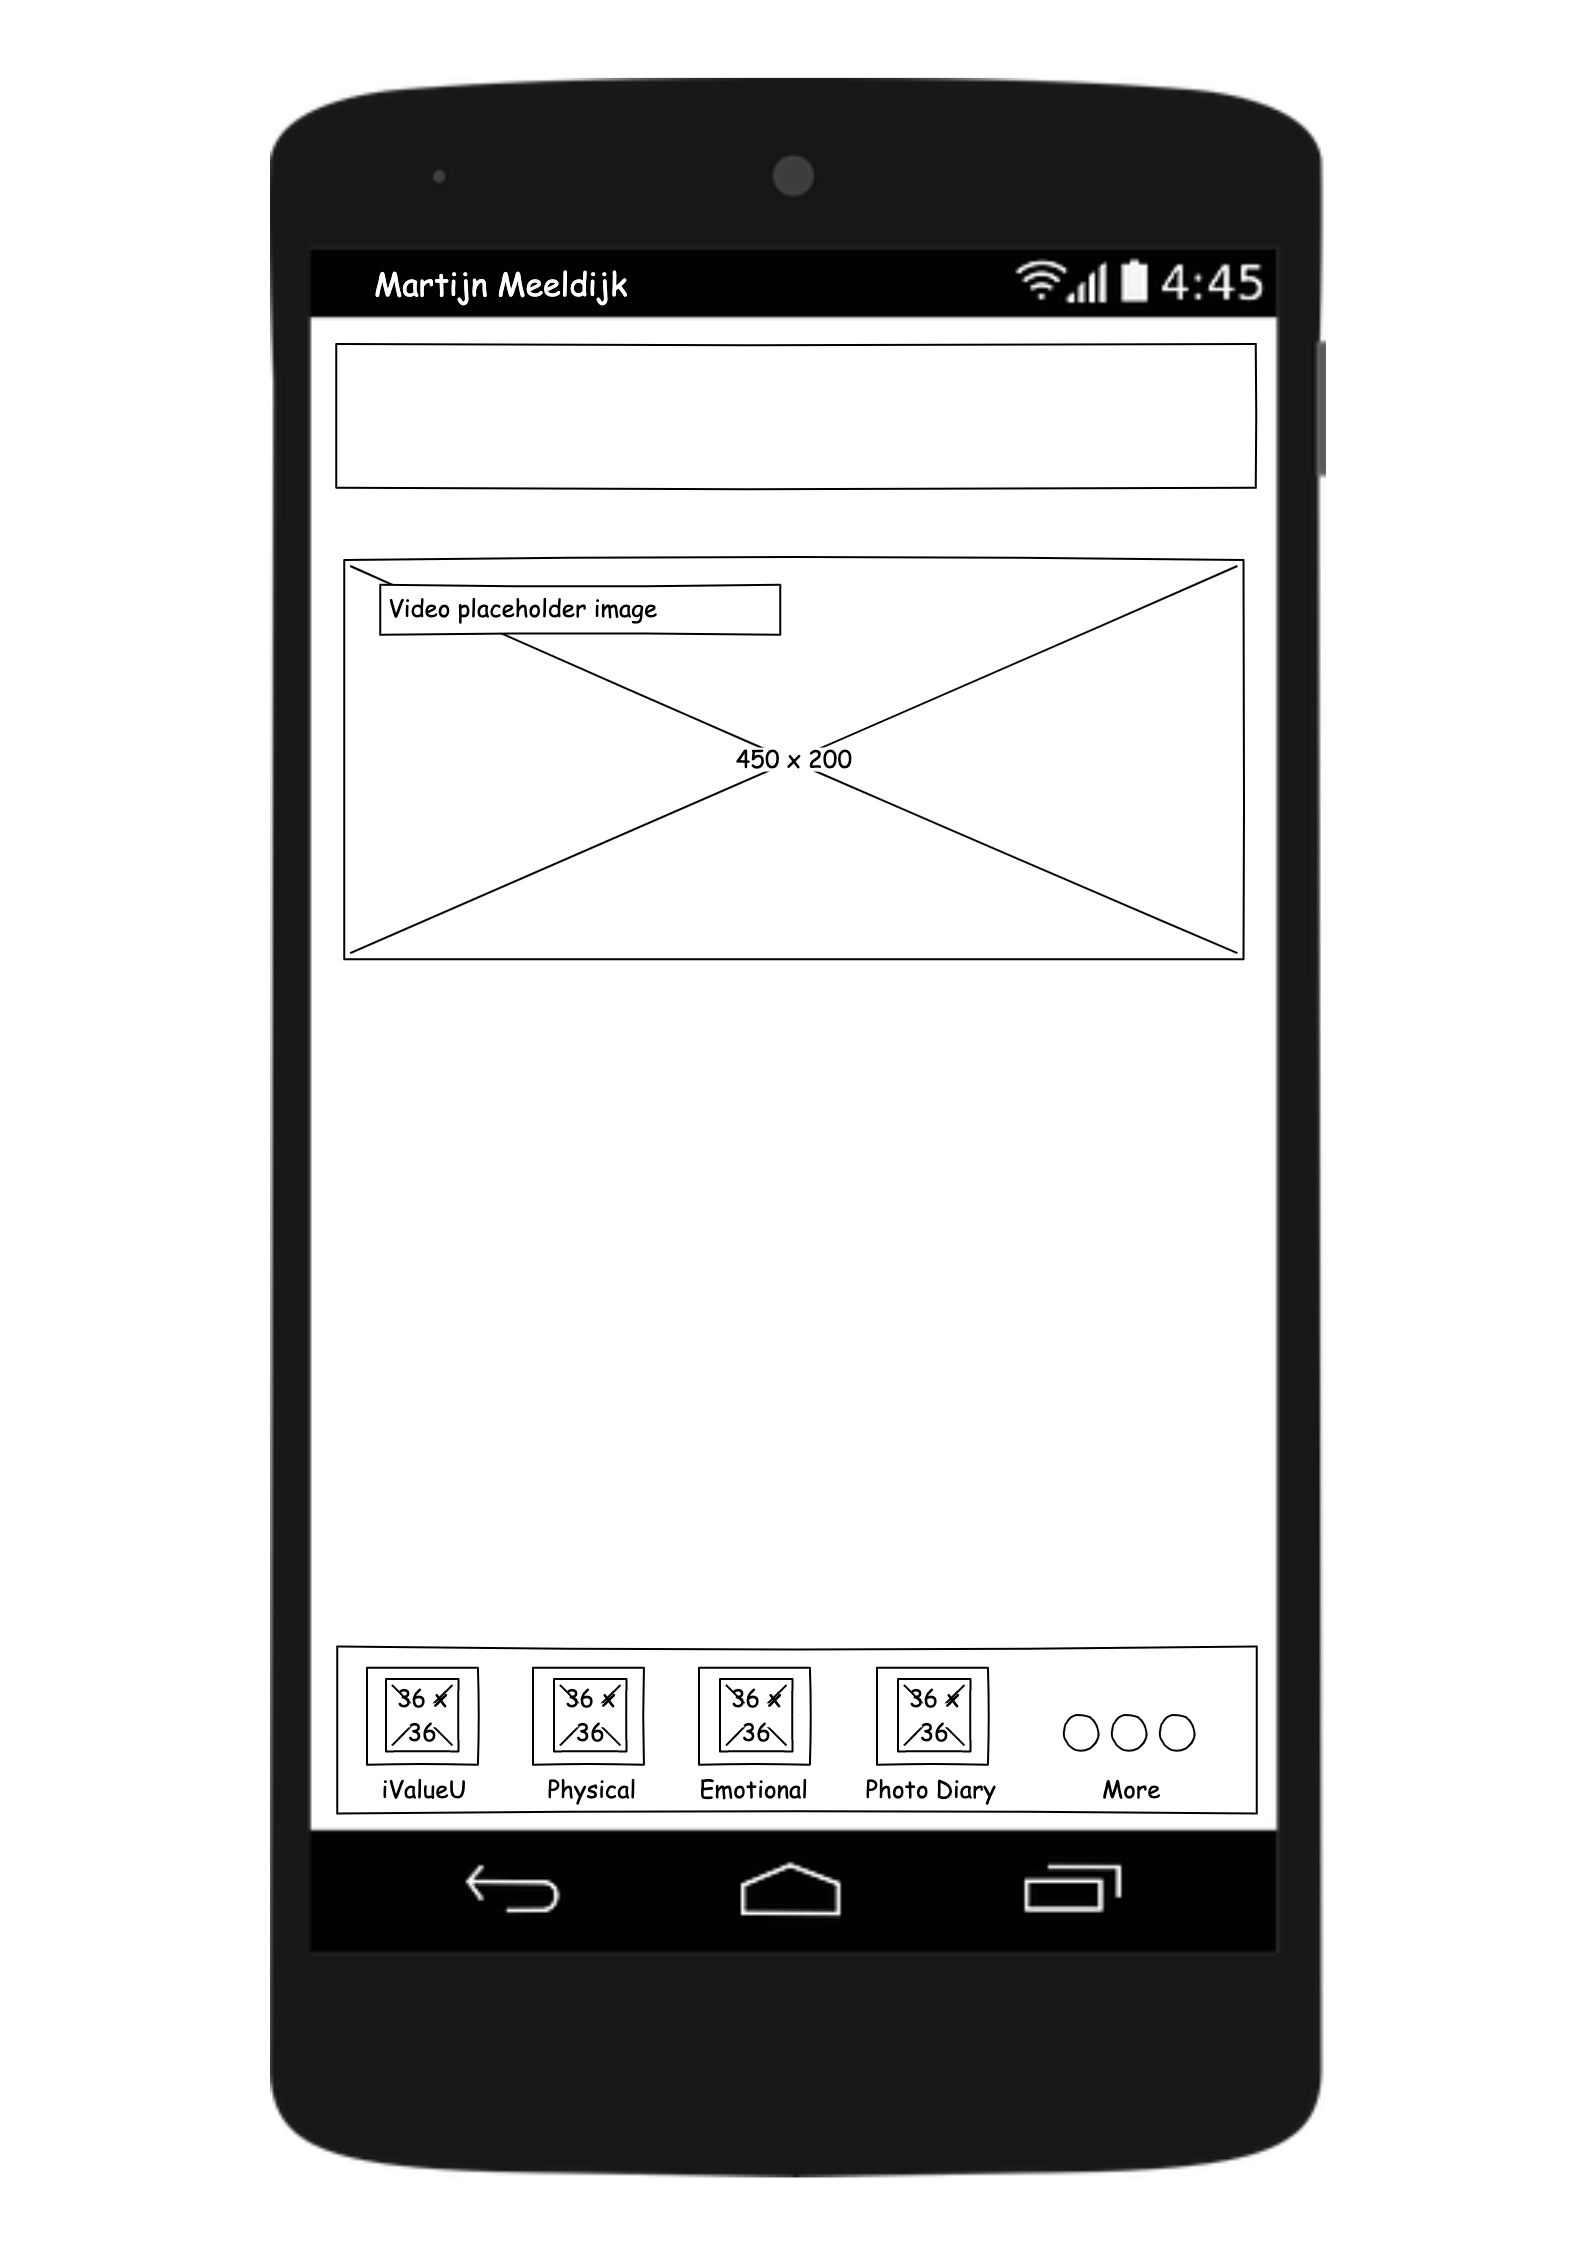 Martijn Meeldijk
4:45
Video placeholder image
450 x 200
36 x
36
36 x
36
36 x
36
36 x
36
iValueU
Physical
Emotional
Photo Diary
More